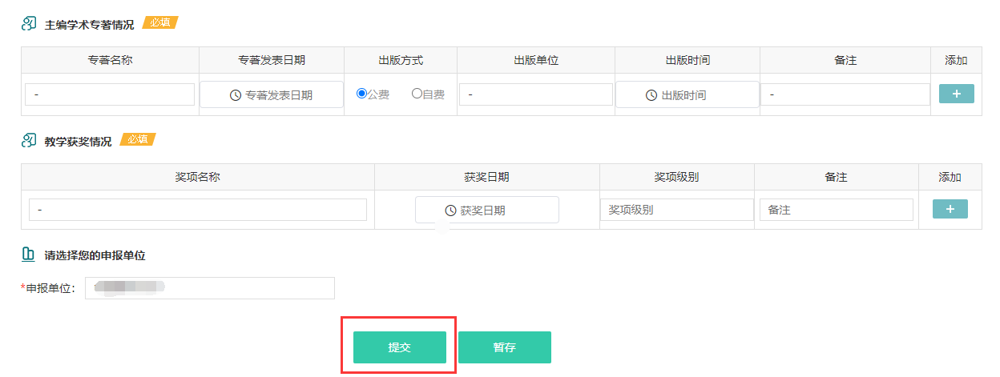 主编学术专著情况 必填
专著名称 专著发表日期 出版方式 出版单位 出版时间 备注 添加
- 专著发表日期 公费 自费 - 出版时间 - +
教学获奖情况 必填
奖项名称 获奖日期 奖项级别 备注 添加
- 获奖日期 奖项级别 备注 +
请选择您的申报单位
*申报单位：
提交 暂存